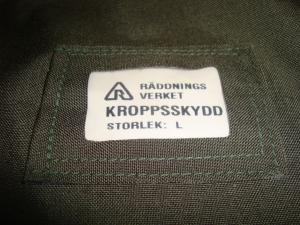 RÄDDNINGS
VERKET
KROPPSSKYDD
STORLEK: L